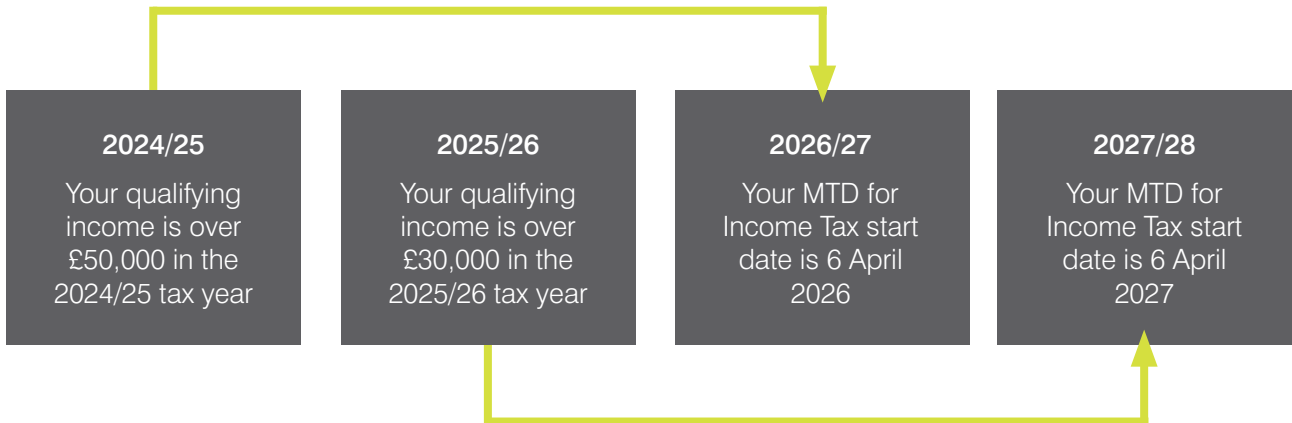 2024/25
Your qualifying
income is over
£50,000 in the
2024/25 tax year
2025/26
Your qualifying
income is over
£30,000 in the
2025/26 tax year
2026/27
Your MTD for
Income Tax start
date is 6 April
2026
2027/28
Your MTD for
Income Tax start
date is 6 April
2027